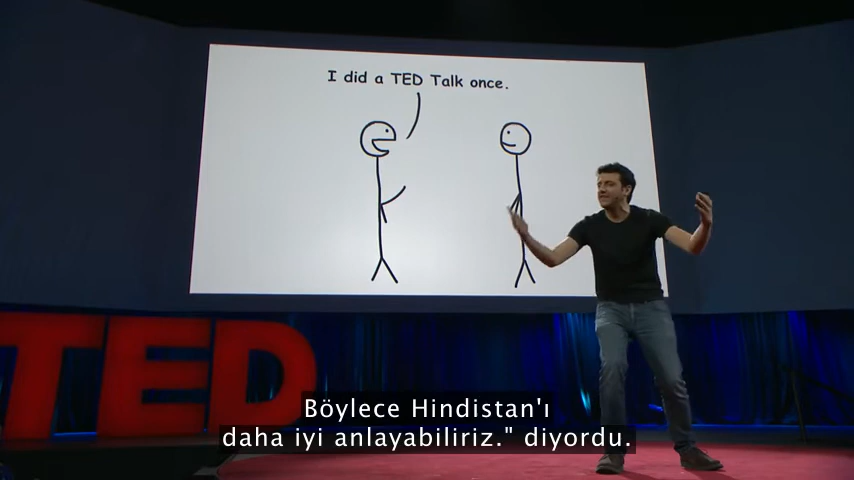 I did a TED Talk once.
TED
Böylece Hindistan'ı
daha iyi anlayabiliriz." diyordu.